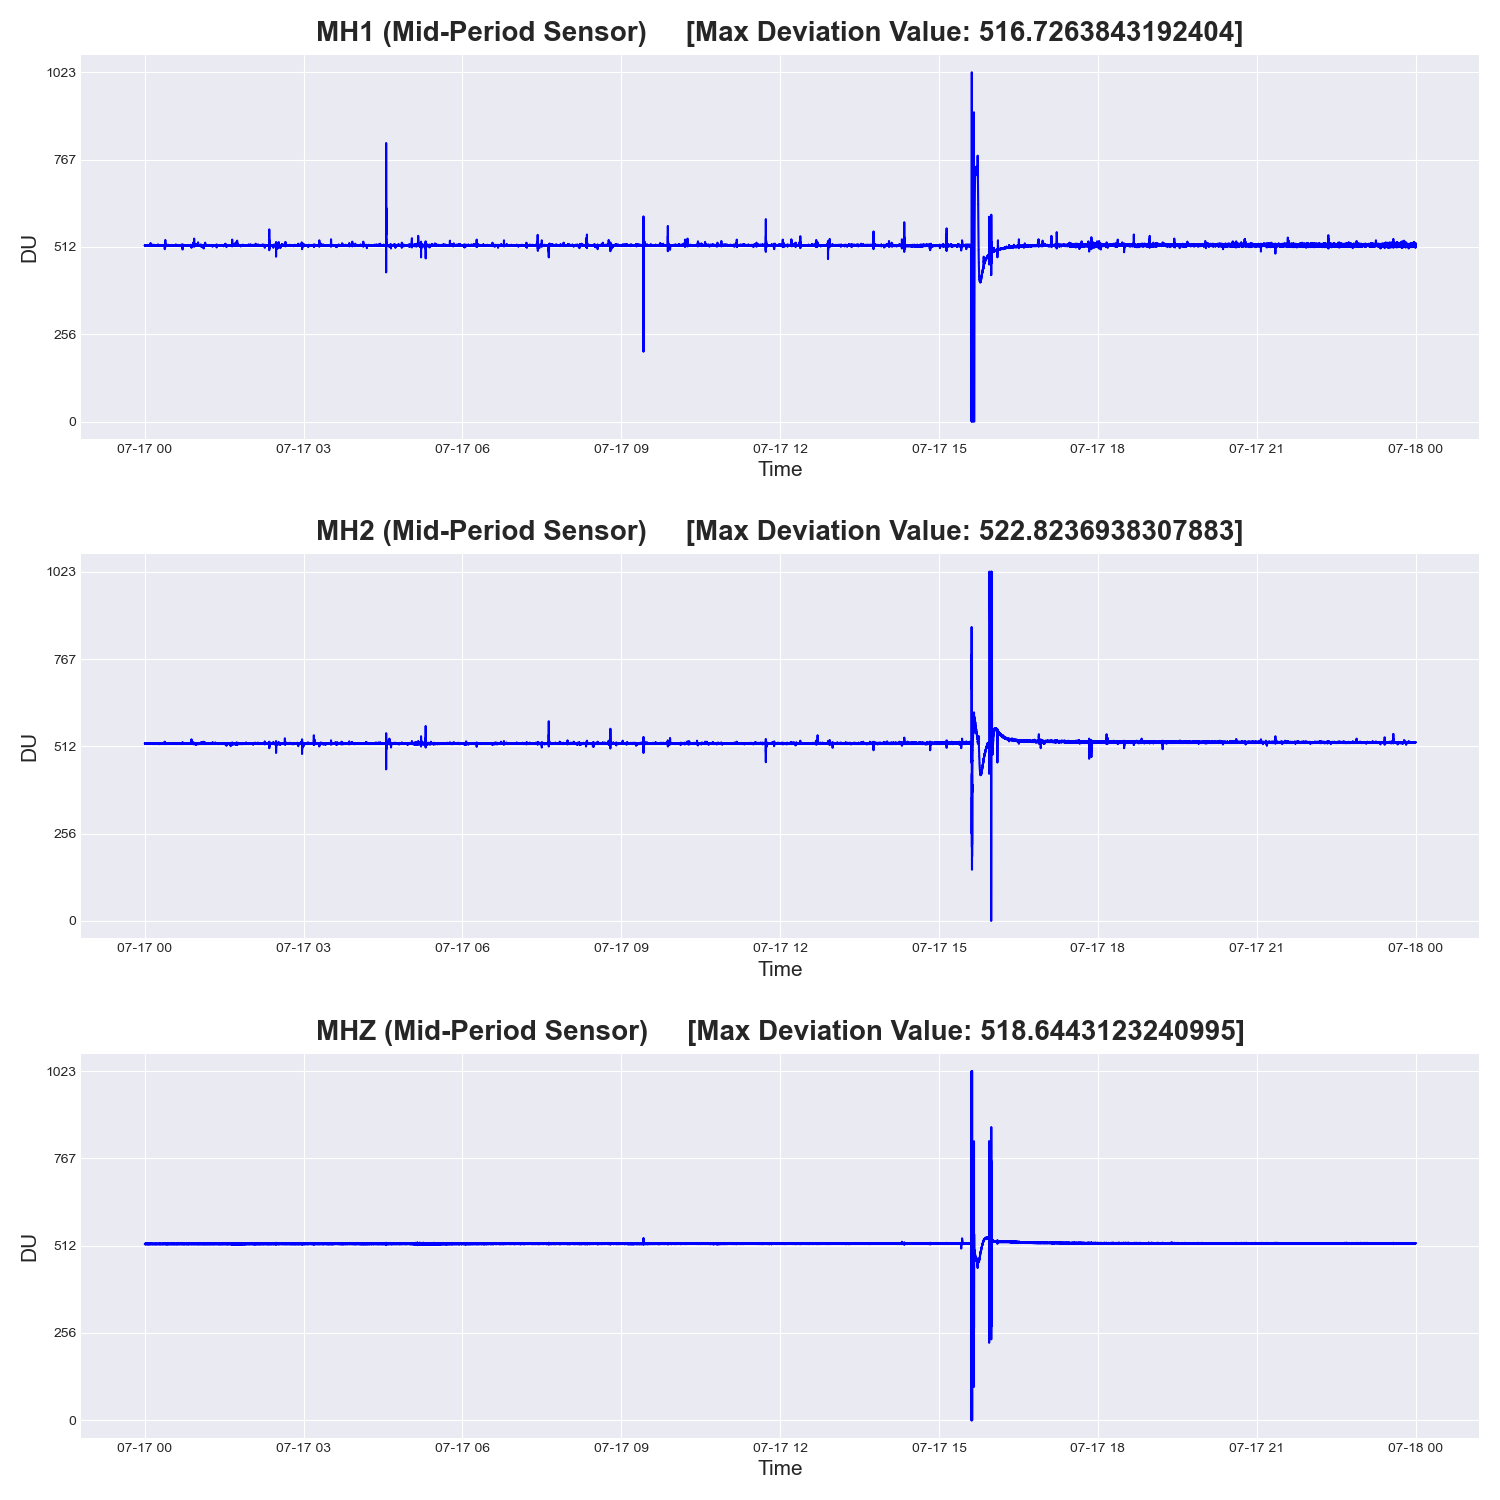 MH1 (Mid-Period Sensor)     [Max Deviation Value: 516.7263843192404]
1023
767
512
256
0
DU
07-17 00 07-17 03 07-17 06 07-17 09 07-17 12 07-17 15 07-17 18 07-17 21 07-18 00
Time
MH2 (Mid-Period Sensor)     [Max Deviation Value: 522.8236938307883]
1023
767
512
256
0
DU
07-17 00 07-17 03 07-17 06 07-17 09 07-17 12 07-17 15 07-17 18 07-17 21 07-18 00
Time
MHZ (Mid-Period Sensor)     [Max Deviation Value: 518.6443123240995]
1023
767
512
256
0
DU
07-17 00 07-17 03 07-17 06 07-17 09 07-17 12 07-17 15 07-17 18 07-17 21 07-18 00
Time